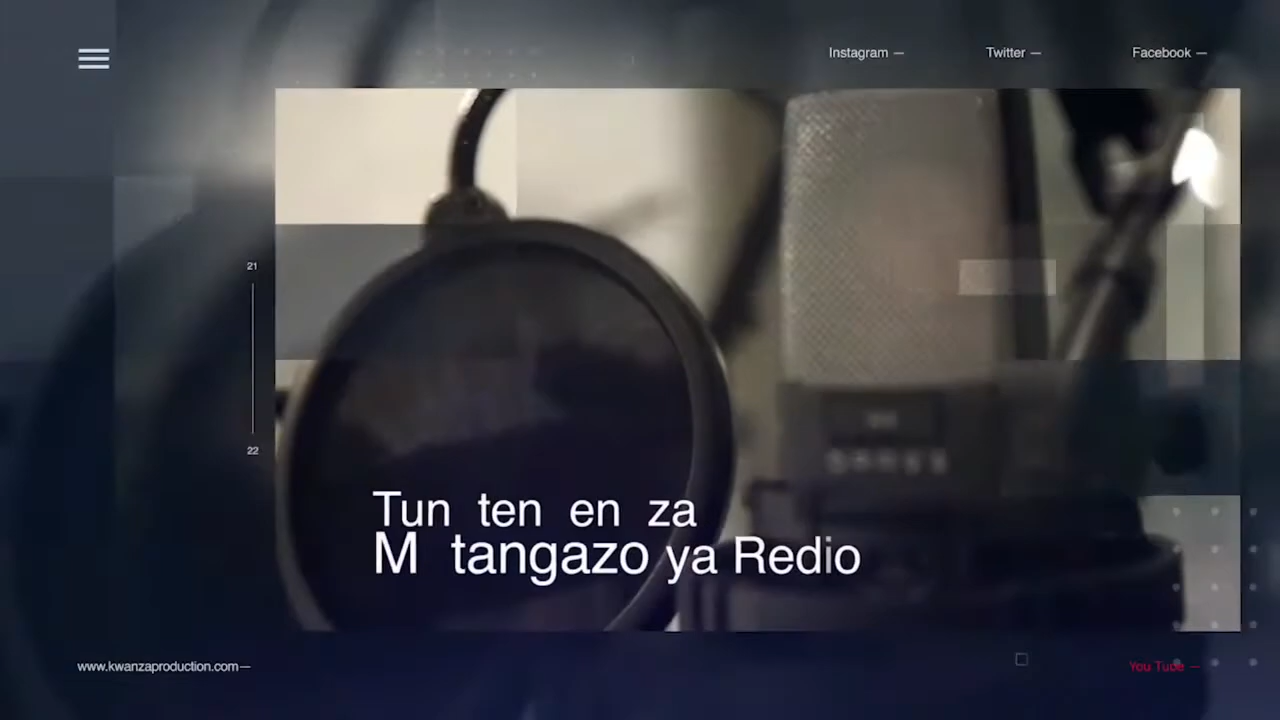 Instagram —
Twitter —
Facebook —
21
22
Tun ten en za
M tangazo ya Redio
www.kwanzaproduction.com—
You Tube —